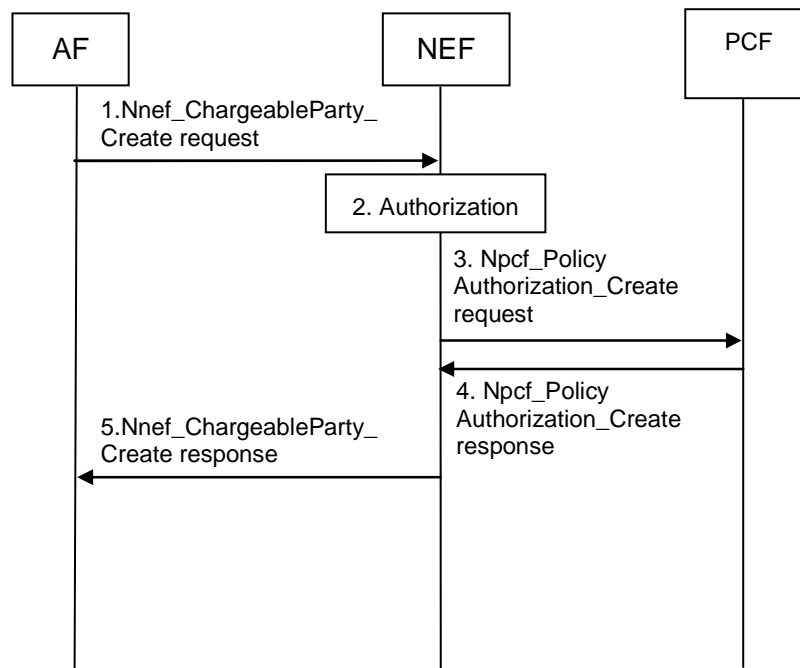 AF
NEF
PCF
1.Nnef_ChargeableParty_
Create request
2. Authorization
3. Npcf_Policy
Authorization_Create
request
4. Npcf_Policy
Authorization_Create
response
5.Nnef_ChargeableParty_
Create response